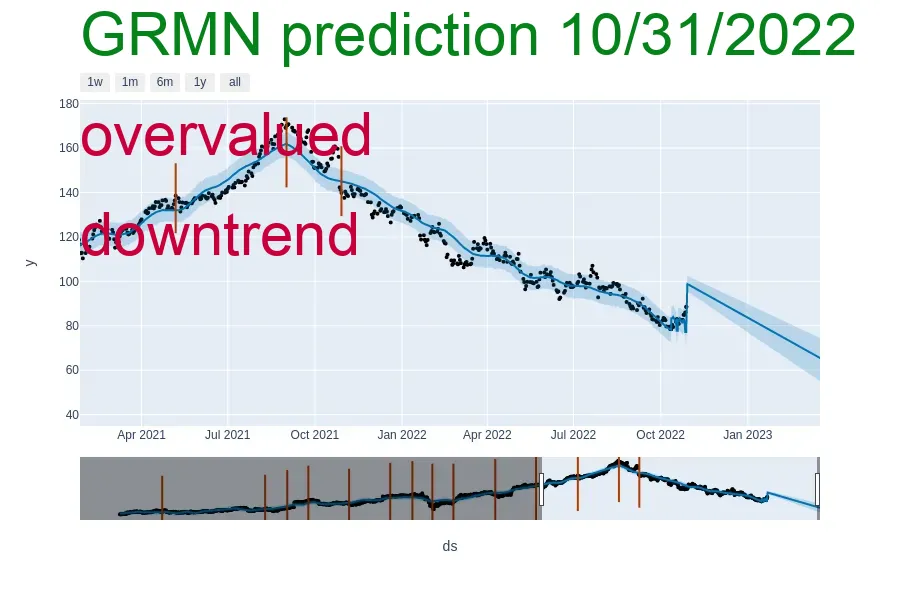 GRMN prediction 10/31/2022
1w 1m 6m 1y all
180
overvalued
160
140
120
downtrend
100
80
60
40
y
Apr 2021 Jul 2021 Oct 2021 Jan 2022 Apr 2022 Jul 2022 Oct 2022 Jan 2023
ds